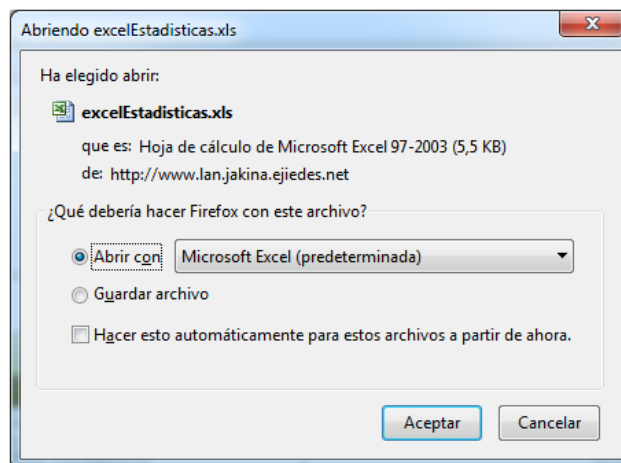 Abriendo excelEstadisticas.xls
Ha elegido abrir:
excelEstadisticas.xls
que es: Hoja de cálculo de Microsoft Excel 97-2003 (5,5 KB)
de: http://www.lan.jakina.ejiedes.net
¿Qué debería hacer Firefox con este archivo?
Abrir con Microsoft Excel (predeterminada)
Guardar archivo
Hacer esto automáticamente para estos archivos a partir de ahora.
Aceptar Cancelar